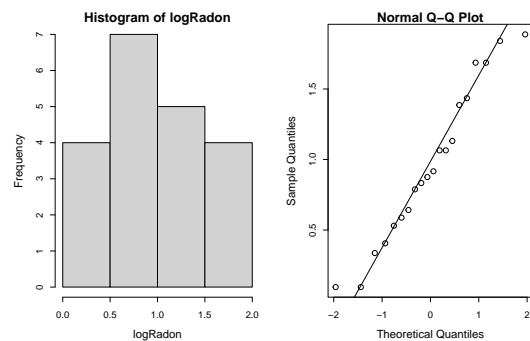 Histogram of logRadon
Frequency
0
1
2
3
4
5
6
7
0.0 0.5 1.0 1.5 2.0
logRadon
Normal Q−Q Plot
Sample Quantiles
0.5
1.0
1.5
−2 −1 0 1 2
Theoretical Quantiles